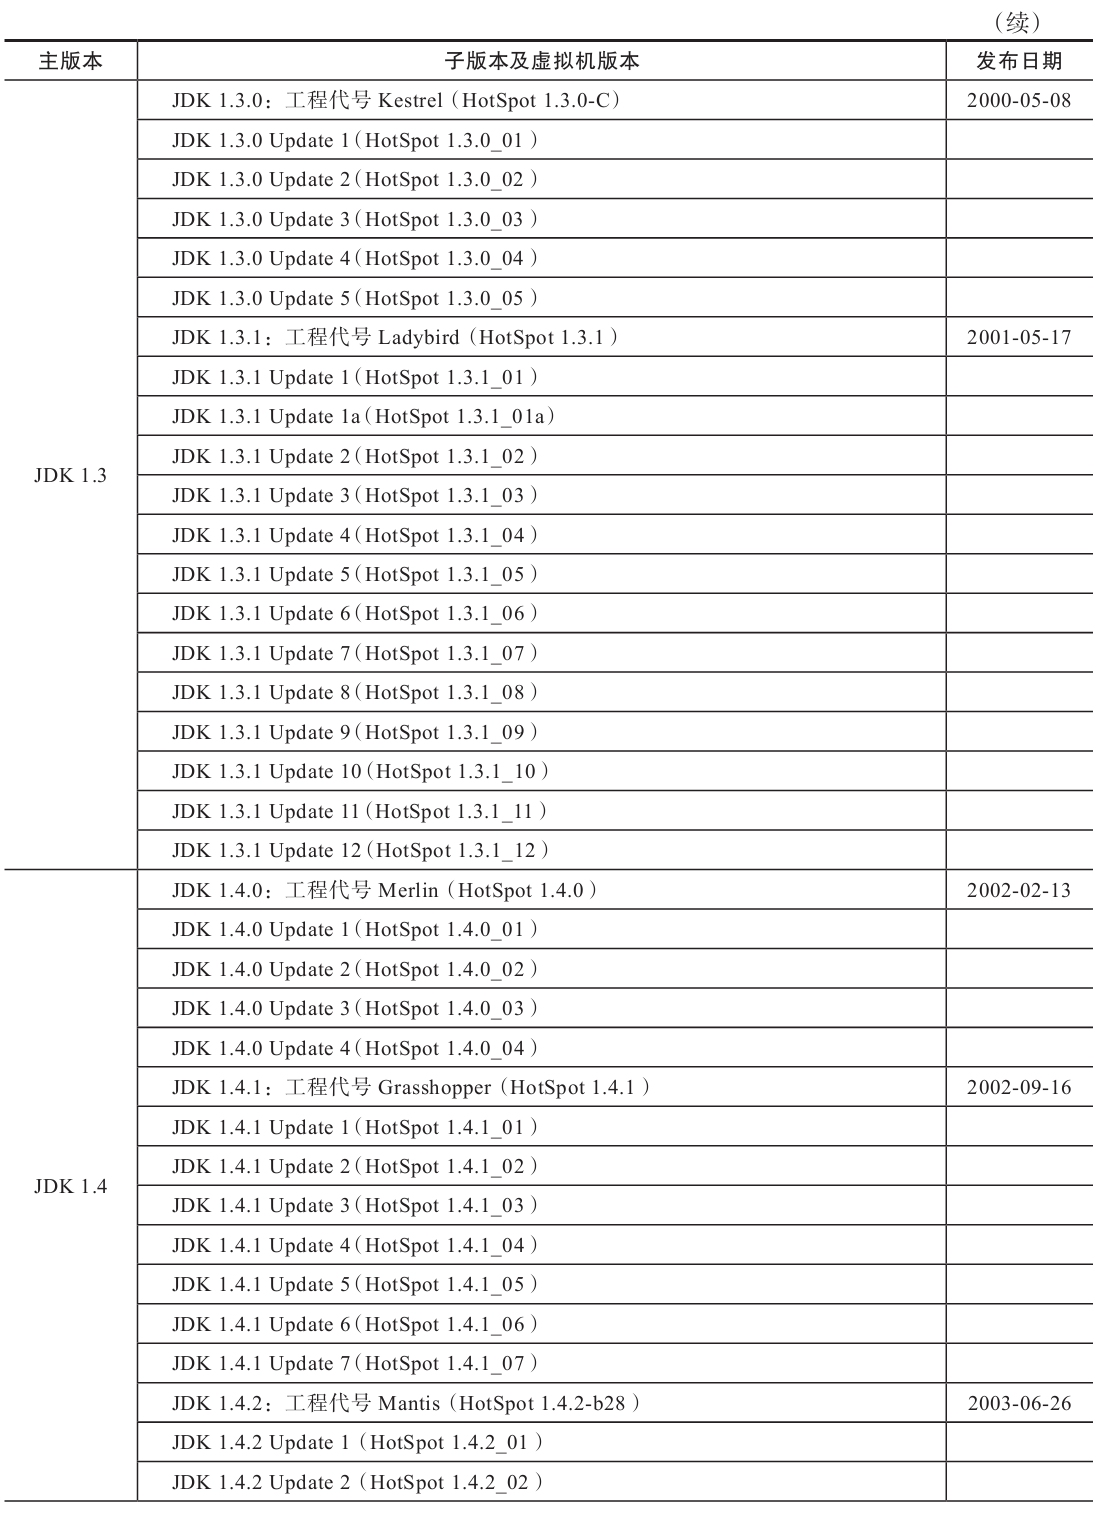 （续）
主版本 子版本及虚拟机版本 发布日期
JDK 1.3.0：工程代号 Kestrel（HotSpot 1.3.0-C） 2000-05-08
JDK 1.3.0 Update 1（HotSpot 1.3.0_01）
JDK 1.3.0 Update 2（HotSpot 1.3.0_02）
JDK 1.3.0 Update 3（HotSpot 1.3.0_03）
JDK 1.3.0 Update 4（HotSpot 1.3.0_04）
JDK 1.3.0 Update 5（HotSpot 1.3.0_05）
JDK 1.3.1：工程代号 Ladybird（HotSpot 1.3.1） 2001-05-17
JDK 1.3.1 Update 1（HotSpot 1.3.1_01）
JDK 1.3.1 Update 1a（HotSpot 1.3.1_01a）
JDK 1.3.1 Update 2（HotSpot 1.3.1_02）
JDK 1.3
JDK 1.3.1 Update 3（HotSpot 1.3.1_03）
JDK 1.3.1 Update 4（HotSpot 1.3.1_04）
JDK 1.3.1 Update 5（HotSpot 1.3.1_05）
JDK 1.3.1 Update 6（HotSpot 1.3.1_06）
JDK 1.3.1 Update 7（HotSpot 1.3.1_07）
JDK 1.3.1 Update 8（HotSpot 1.3.1_08）
JDK 1.3.1 Update 9（HotSpot 1.3.1_09）
JDK 1.3.1 Update 10（HotSpot 1.3.1_10）
JDK 1.3.1 Update 11（HotSpot 1.3.1_11）
JDK 1.3.1 Update 12（HotSpot 1.3.1_12）
JDK 1.4.0：工程代号 Merlin（HotSpot 1.4.0） 2002-02-13
JDK 1.4.0 Update 1（HotSpot 1.4.0_01）
JDK 1.4.0 Update 2（HotSpot 1.4.0_02）
JDK 1.4.0 Update 3（HotSpot 1.4.0_03）
JDK 1.4.0 Update 4（HotSpot 1.4.0_04）
JDK 1.4.1：工程代号 Grasshopper（HotSpot 1.4.1） 2002-09-16
JDK 1.4.1 Update 1（HotSpot 1.4.1_01）
JDK 1.4.1 Update 2（HotSpot 1.4.1_02）
JDK 1.4
JDK 1.4.1 Update 3（HotSpot 1.4.1_03）
JDK 1.4.1 Update 4（HotSpot 1.4.1_04）
JDK 1.4.1 Update 5（HotSpot 1.4.1_05）
JDK 1.4.1 Update 6（HotSpot 1.4.1_06）
JDK 1.4.1 Update 7（HotSpot 1.4.1_07）
JDK 1.4.2：工程代号 Mantis（HotSpot 1.4.2-b28） 2003-06-26
JDK 1.4.2 Update 1（HotSpot 1.4.2_01）
JDK 1.4.2 Update 2（HotSpot 1.4.2_02）